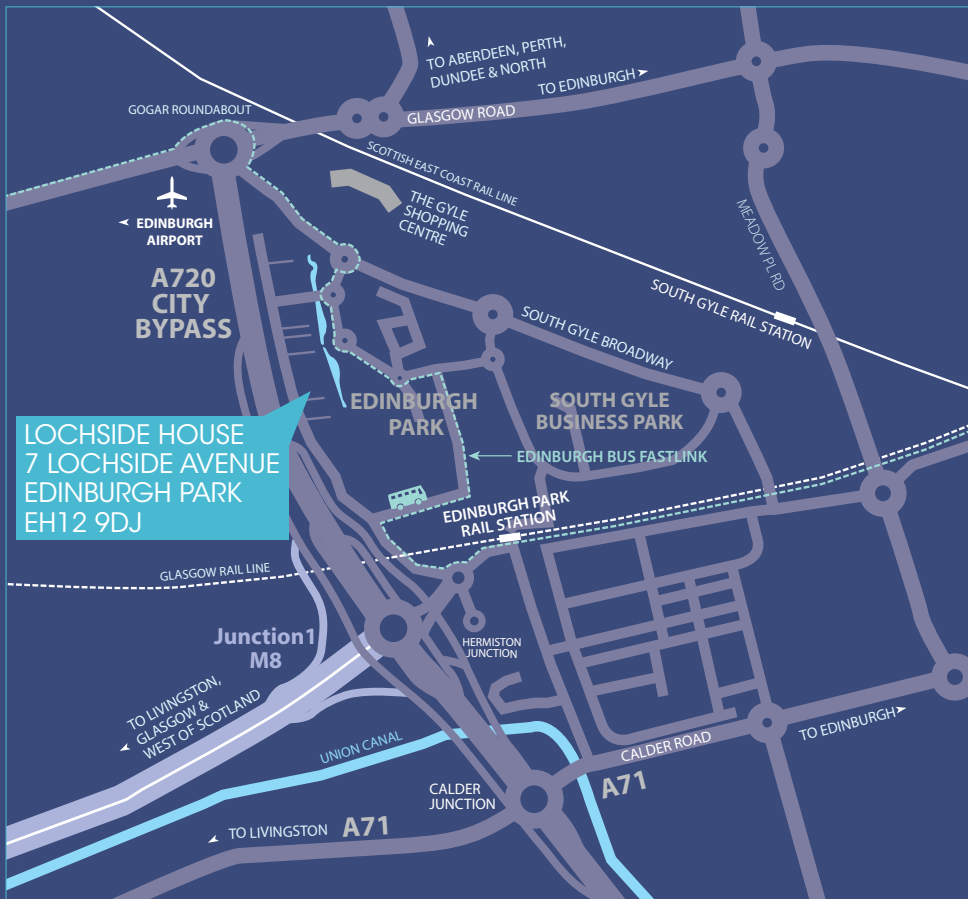 TO ABERDEEN, PERTH,
DUNDEE & NORTH
TO EDINBURGH
GOGAR ROUNDABOUT
GLASGOW ROAD
SCOTTISH EAST COAST RAIL LINE
THE GYLE
SHOPPING
CENTRE
EDINBURGH
AIRPORT
MEADOW PL RD
A720
CITY
BYPASS
SOUTH GYLE RAIL STATION
SOUTH GYLE BROADWAY
EDINBURGH
PARK
SOUTH GYLE
BUSINESS PARK
LOCHSIDE HOUSE
7 LOCHSIDE AVENUE
EDINBURGH PARK
EH12 9DJ
EDINBURGH BUS FASTLINK
EDINBURGH PARK
RAIL STATION
GLASGOW RAIL LINE
Junction1
M8
HERMISTON
JUNCTION
TO LIVINGSTON,
GLASGOW &
WEST OF SCOTLAND
UNION CANAL
CALDER ROAD
TO EDINBURGH
CALDER
JUNCTION
A71
TO LIVINGSTON A71